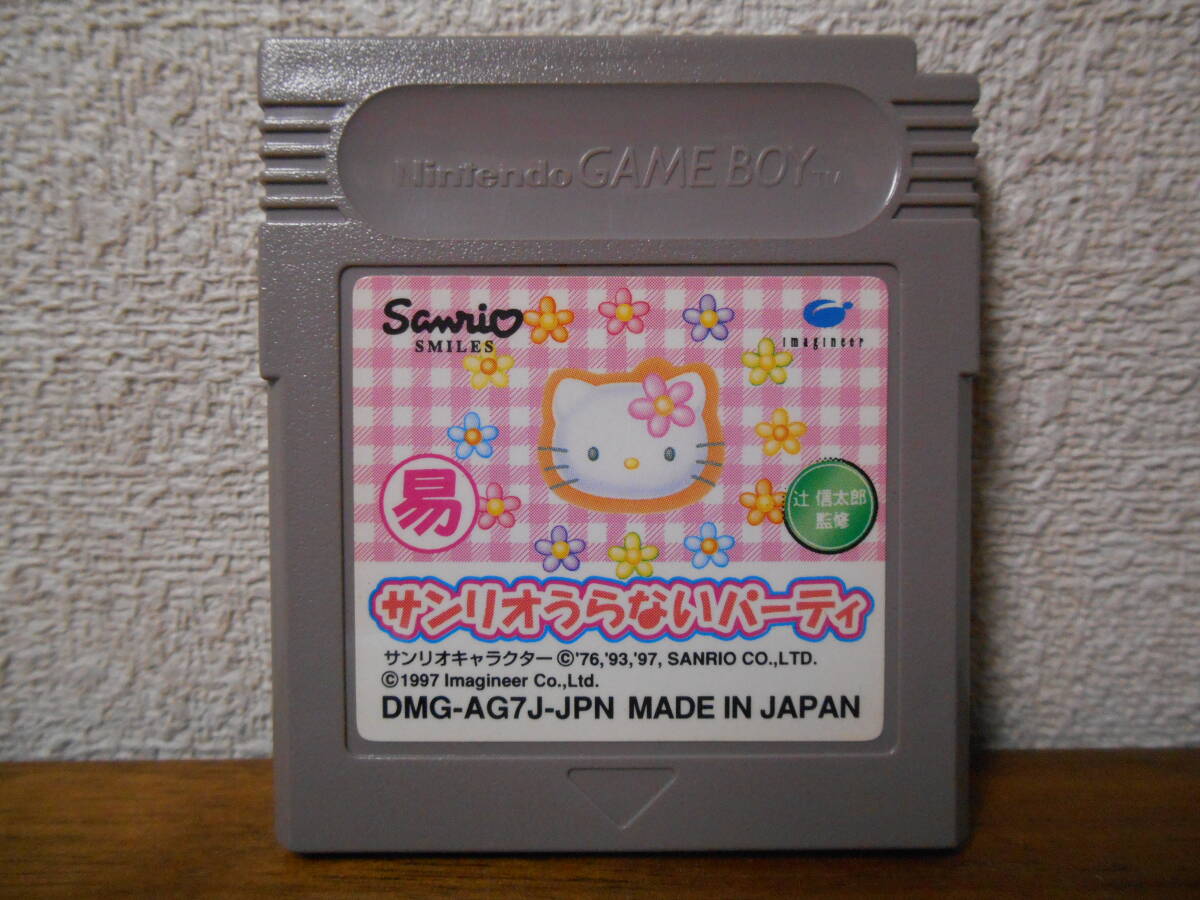 Nintendo GAME BOY TM
Sanrio
SMILES
imagineer
易
辻 信太郎
監修
サンリオうらないパーティ
サンリオキャラクター ©'76,'93,'97, SANRIO CO.,LTD.
©1997 Imagineer Co.,Ltd.
DMG-AG7J-JPN MADE IN JAPAN